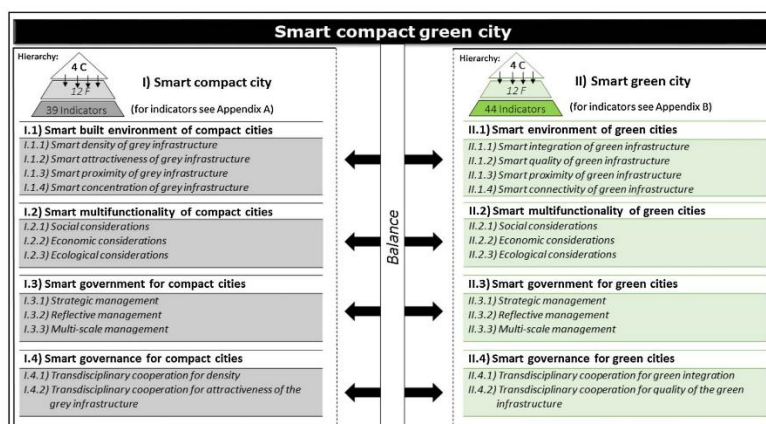 Smart compact green city
Hierarchy:
4 C
12 F
39 Indicators
I) Smart compact city
(for indicators see Appendix A)
I.1) Smart built environment of compact cities
I.1.1) Smart density of grey infrastructure
I.1.2) Smart attractiveness of grey infrastructure
I.1.3) Smart proximity of grey infrastructure
I.1.4) Smart concentration of grey infrastructure
I.2) Smart multifunctionality of compact cities
I.2.1) Social considerations
I.2.2) Economic considerations
I.2.3) Ecological considerations
I.3) Smart government for compact cities
I.3.1) Strategic management
I.3.2) Reflective management
I.3.3) Multi-scale management
I.4) Smart governance for compact cities
I.4.1) Transdisciplinary cooperation for density
I.4.2) Transdisciplinary cooperation for attractiveness of the
grey infrastructure
Balance
Hierarchy:
4 C
12 F
44 Indicators
II) Smart green city
(for indicators see Appendix B)
II.1) Smart environment of green cities
II.1.1) Smart integration of green infrastructure
II.1.2) Smart quality of green infrastructure
II.1.3) Smart proximity of green infrastructure
II.1.4) Smart connectivity of green infrastructure
II.2) Smart multifunctionality of green cities
II.2.1) Social considerations
II.2.2) Economic considerations
II.2.3) Ecological considerations
II.3) Smart government for green cities
II.3.1) Strategic management
II.3.2) Reflective management
II.3.3) Multi-scale management
II.4) Smart governance for green cities
II.4.1) Transdisciplinary cooperation for green integration
II.4.2) Transdisciplinary cooperation for quality of the green
infrastructure